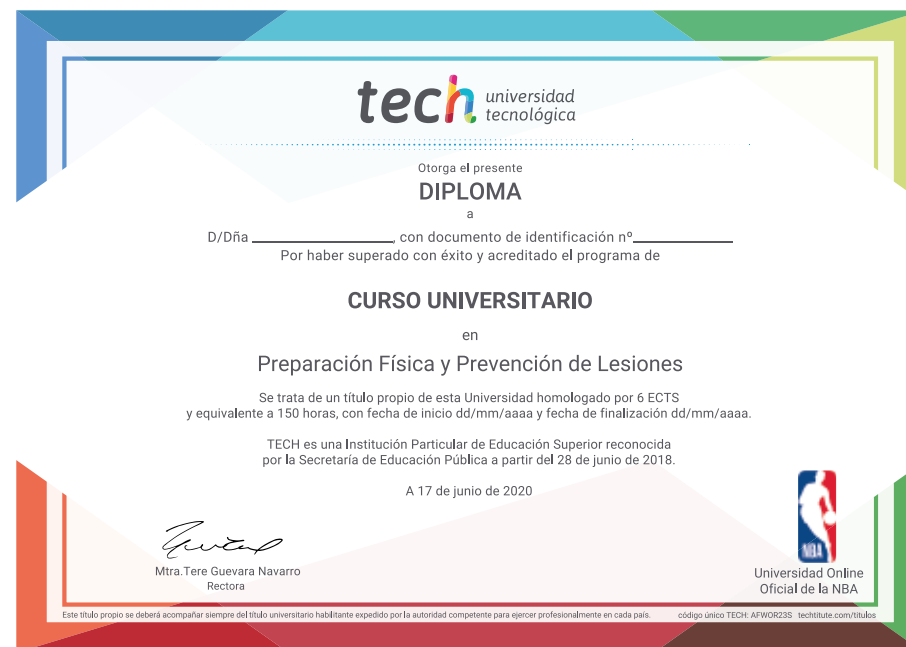 tech universidad
tecnológica
Otorga el presente
DIPLOMA
a
D/Dña ____________________, con documento de identificación nº______________
Por haber superado con éxito y acreditado el programa de
CURSO UNIVERSITARIO
en
Preparación Física y Prevención de Lesiones
Se trata de un título propio de esta Universidad homologado por 6 ECTS
y equivalente a 150 horas, con fecha de inicio dd/mm/aaaa y fecha de finalización dd/mm/aaaa.
TECH es una Institución Particular de Educación Superior reconocida
por la Secretaría de Educación Pública a partir del 28 de junio de 2018.
A 17 de junio de 2020
Mtra.Tere Guevara Navarro
Rectora
NBA
Universidad Online
Oficial de la NBA
Este título propio se deberá acompañar siempre del título universitario habilitante expedido por la autoridad competente para ejercer profesionalmente en cada país.
código único TECH: AFWOR23S techtitute.com/titulos